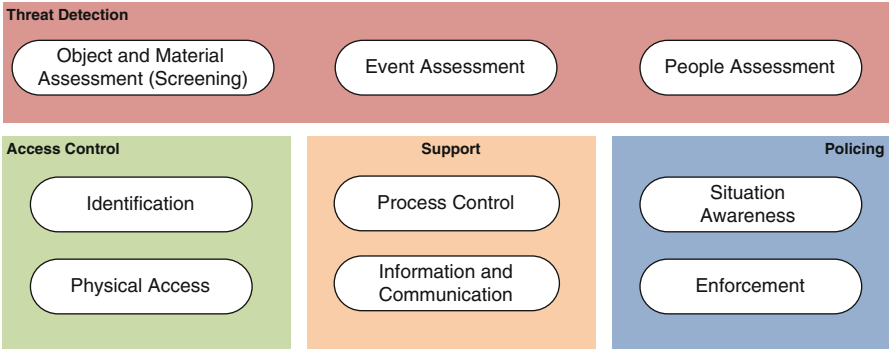 Threat Detection
Object and Material
Assessment (Screening)
Event Assessment
People Assessment
Access Control
Identification
Physical Access
Support
Process Control
Information and
Communication
Policing
Situation
Awareness
Enforcement